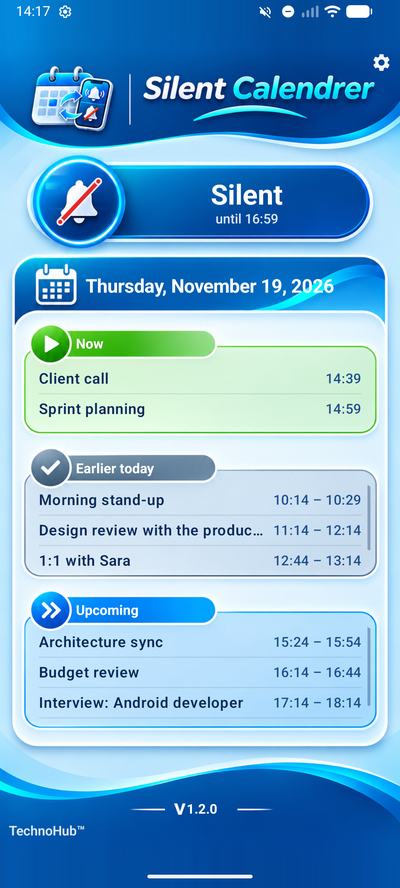 14:17
Silent Calendrer
Silent
until 16:59
Thursday, November 19, 2026
Now
Client call 14:39
Sprint planning 14:59
Earlier today
Morning stand-up 10:14 – 10:29
Design review with the produc... 11:14 – 12:14
1:1 with Sara 12:44 – 13:14
Upcoming
Architecture sync 15:24 – 15:54
Budget review 16:14 – 16:44
Interview: Android developer 17:14 – 18:14
V1.2.0
TechnoHub™